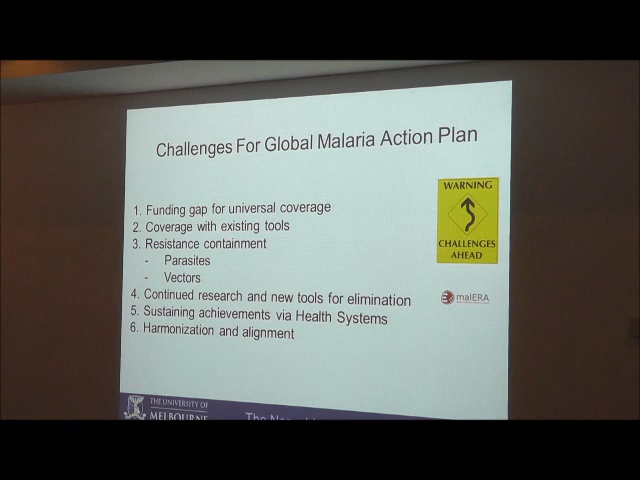 Challenges For Global Malaria Action Plan
1. Funding gap for universal coverage
2. Coverage with existing tools
3. Resistance containment
- Parasites
- Vectors
4. Continued research and new tools for elimination
5. Sustaining achievements via Health Systems
6. Harmonization and alignment
WARNING
CHALLENGES
AHEAD
malERA
THE UNIVERSITY OF
MELBOURNE
The